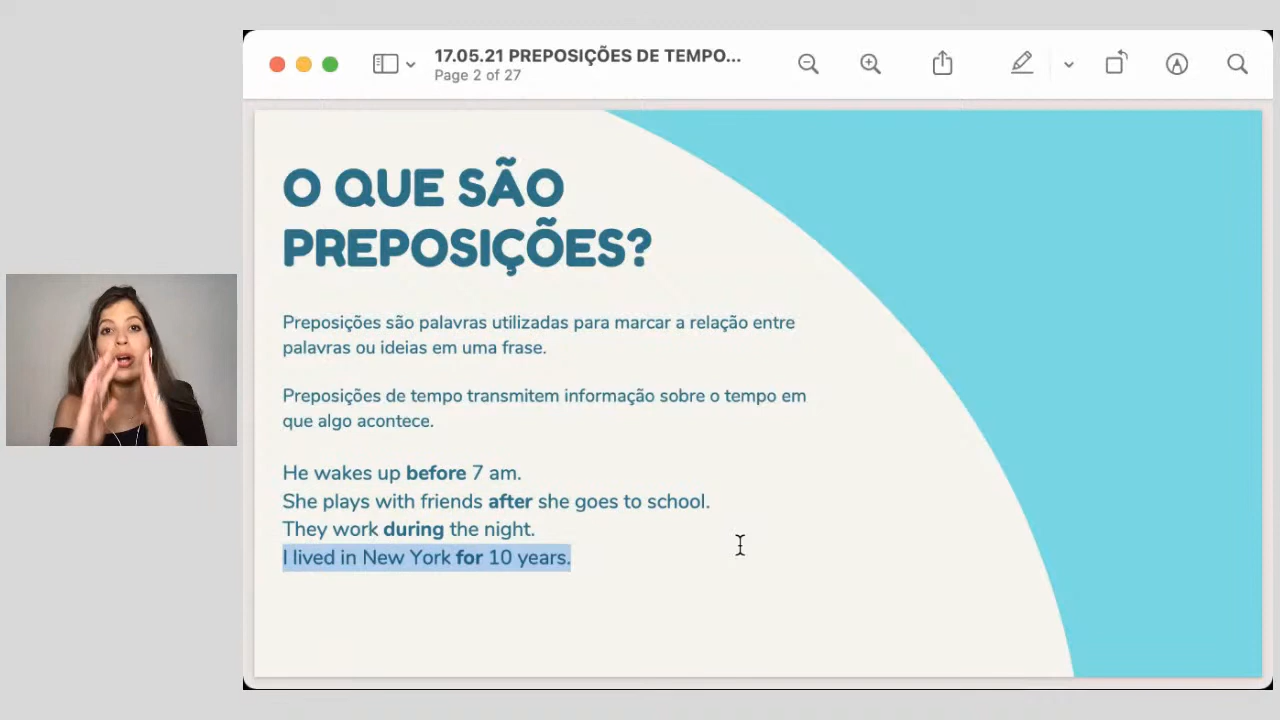 17.05.21 PREPOSIÇÕES DE TEMPO...
Page 2 of 27
O QUE SÃO
PREPOSIÇÕES?
Preposições são palavras utilizadas para marcar a relação entre
palavras ou ideias em uma frase.
Preposições de tempo transmitem informação sobre o tempo em
que algo acontece.
He wakes up before 7 am.
She plays with friends after she goes to school.
They work during the night.
I lived in New York for 10 years.